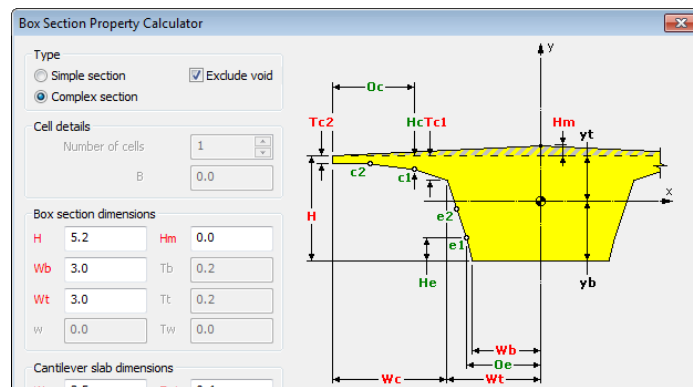 Box Section Property Calculator
Type
Simple section
Exclude void
Complex section
Cell details
Number of cells 1
B 0.0
Box section dimensions
H 5.2 Hm 0.0
Wb 3.0 Tb 0.2
Wt 3.0 Tt 0.2
w 0.0 Tw 0.0
Cantilever slab dimensions
y
Oc
Tc2 Hc Tc1 Hm yt
c2 c1
x
H e2
e1
He yb
Wb
Oe
Wc Wt